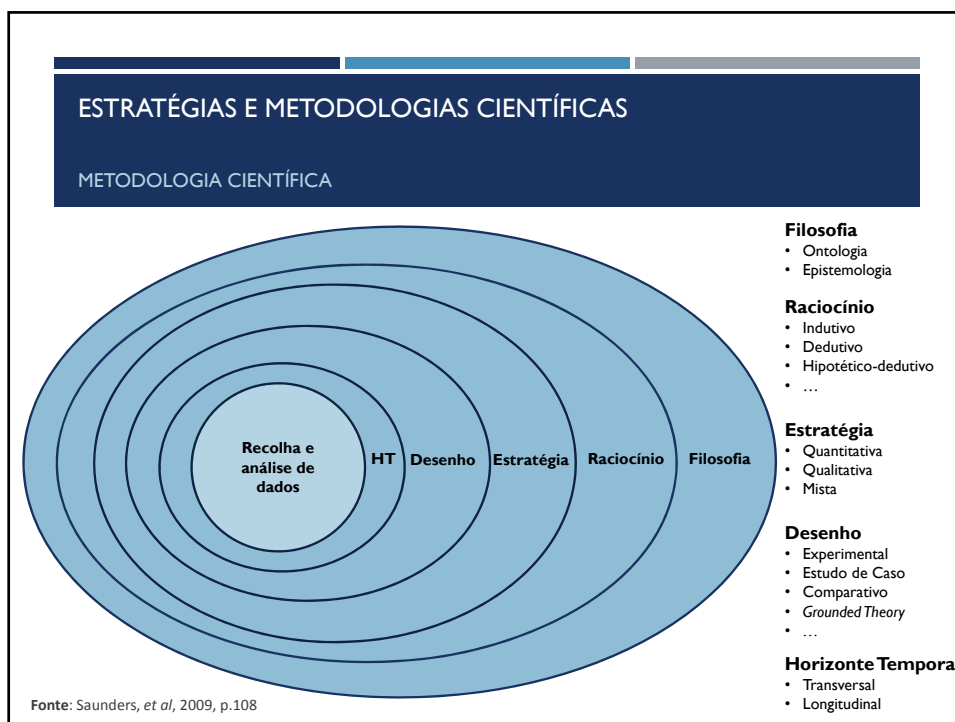 ESTRATÉGIAS E METODOLOGIAS CIENTÍFICAS
METODOLOGIA CIENTÍFICA
Recolha e
análise de
dados
HT
Desenho
Estratégia
Raciocínio
Filosofia
Filosofia
• Ontologia
• Epistemologia
Raciocínio
• Indutivo
• Dedutivo
• Hipotético-dedutivo
• …
Estratégia
• Quantitativa
• Qualitativa
• Mista
Desenho
• Experimental
• Estudo de Caso
• Comparativo
• Grounded Theory
• …
Horizonte Tempora
• Transversal
• Longitudinal
Fonte: Saunders, et al, 2009, p.108